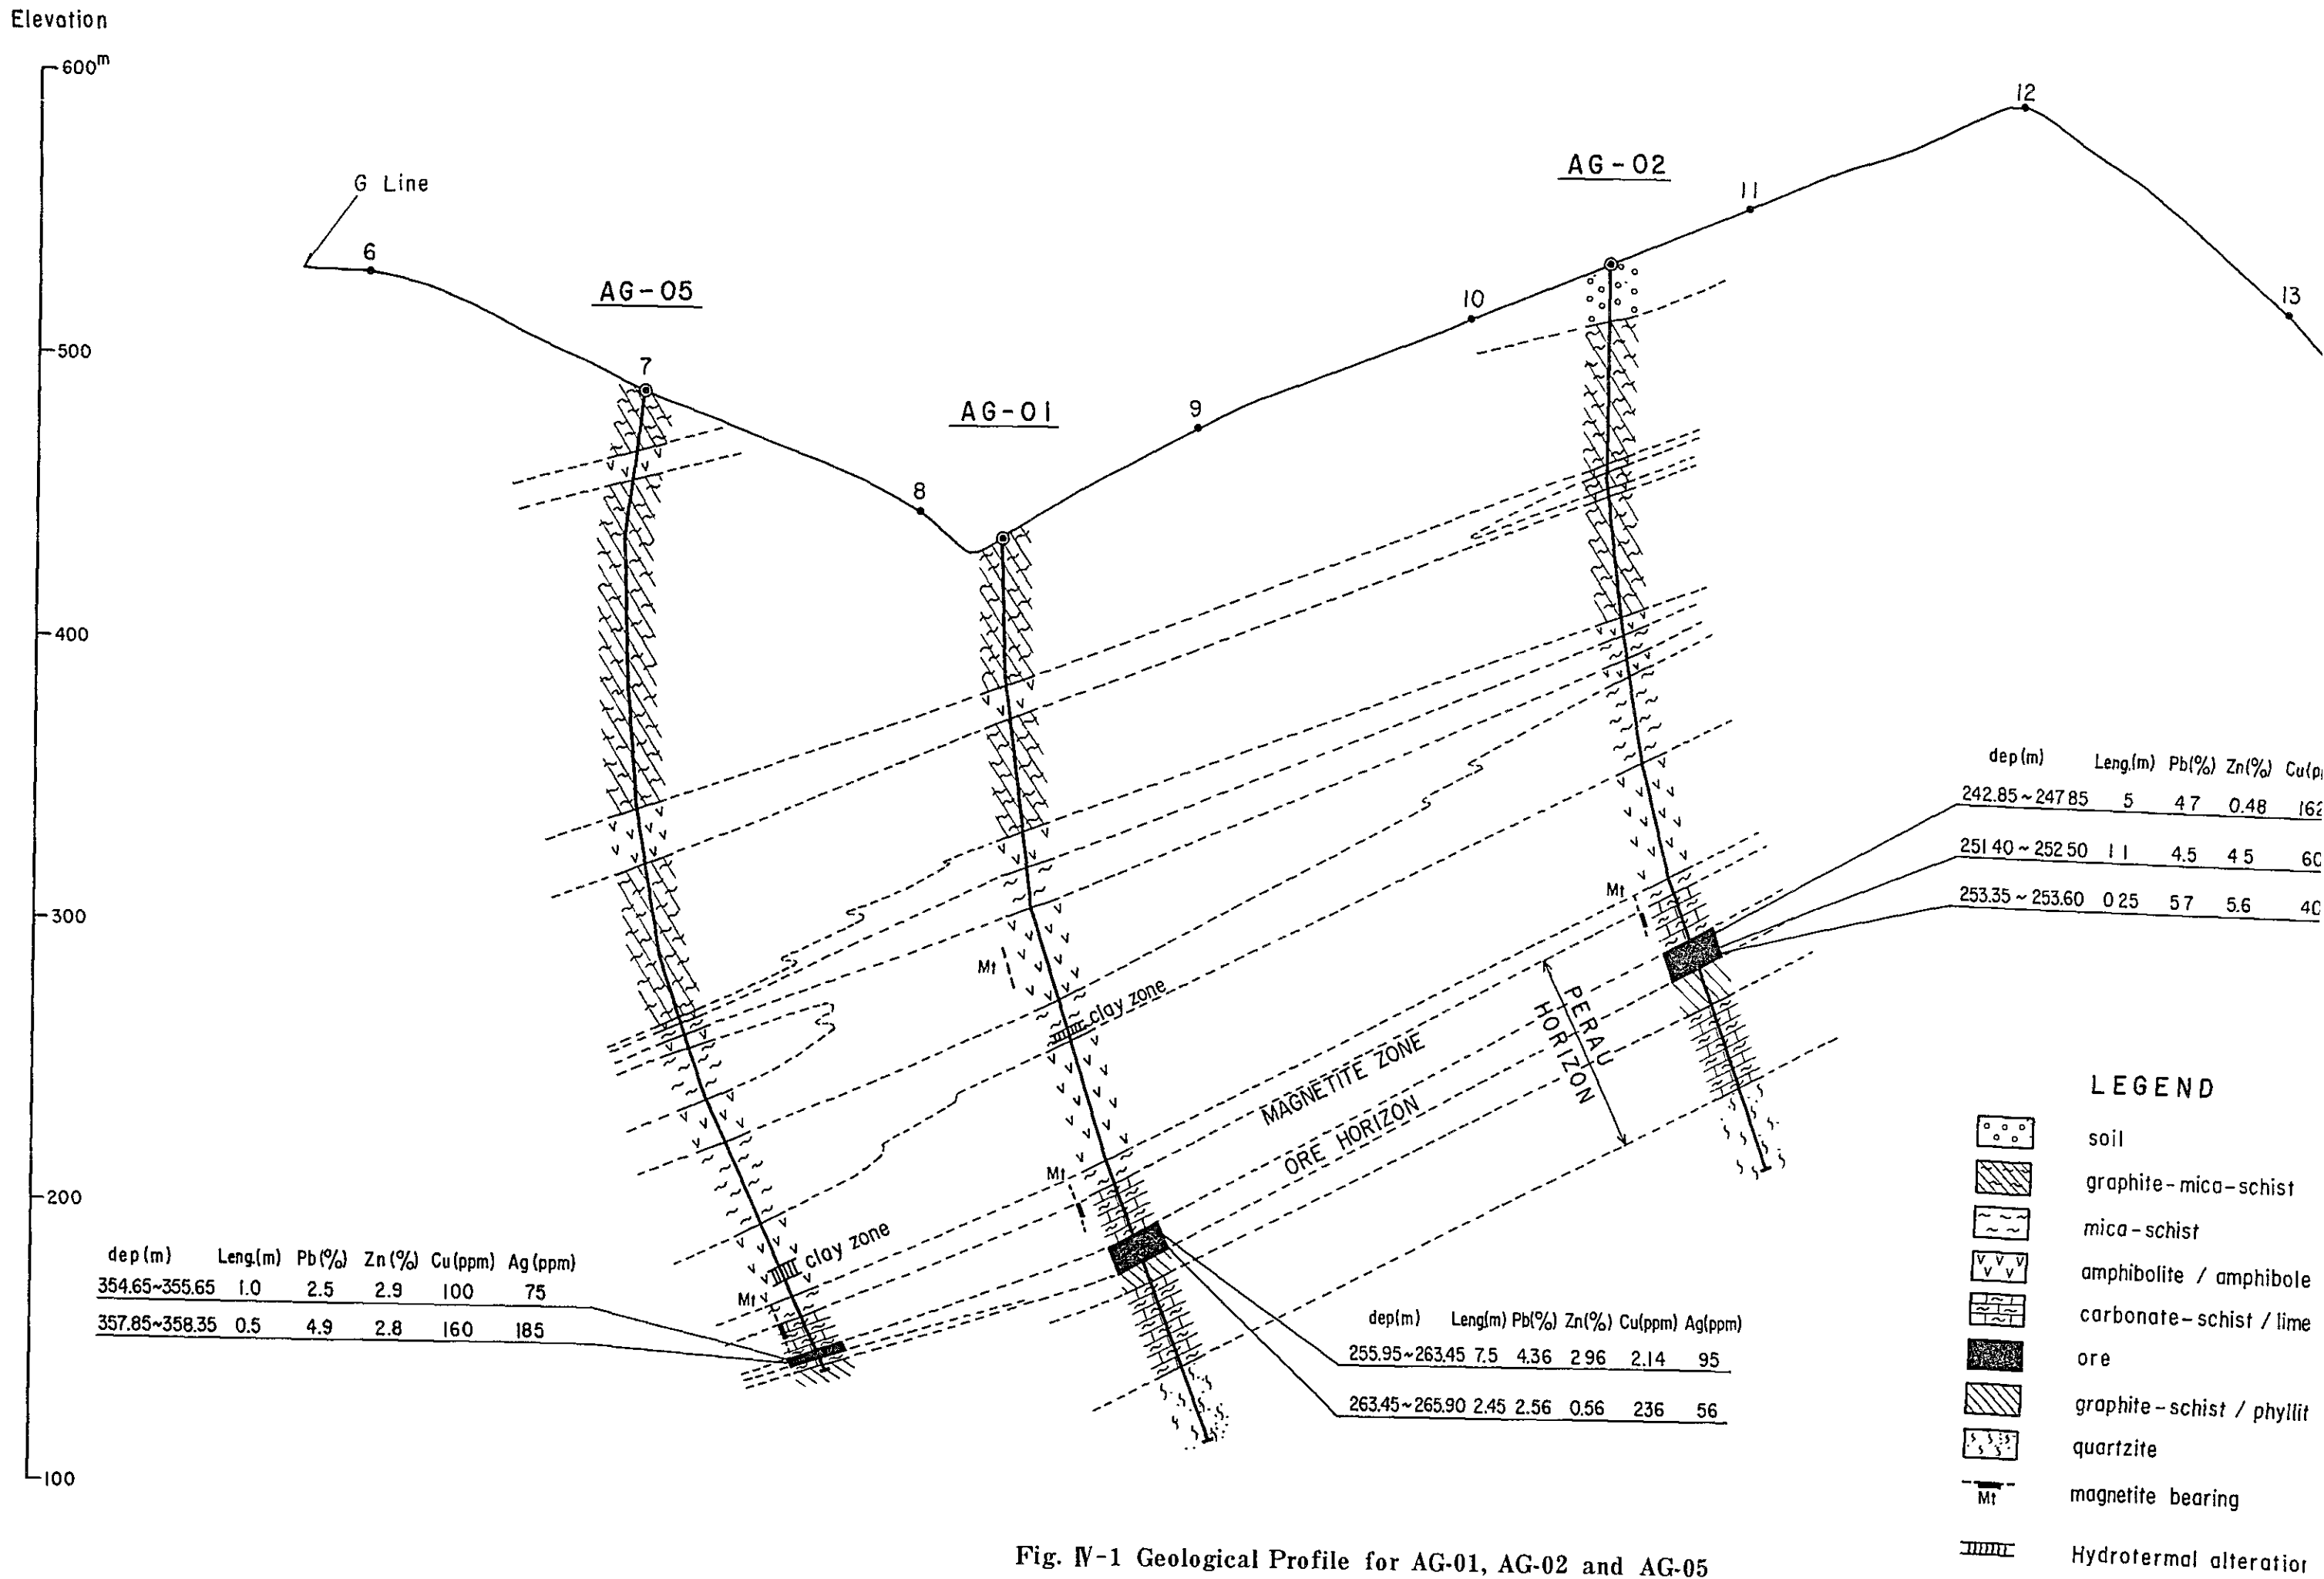 Elevation
600m
12
AG-02
11
G Line
6
AG-05
10
13
500
7
AG-01
9
8
400
dep(m) Leng.(m) Pb(%) Zn(%)
242.85~247 85 5 4 7 0.48 162
251 40~252 50 1 1 4.5 4 5
253.35~253.60 0 25 5 7 5.6
Mt
300
Mt
clay zone
PERAU
HORIZON
MAGNETITE ZONE
ORE HORIZON
Mt
200
clay zone
Mt
dep(m) Leng.(m) Pb(%) Zn(%) Cu(ppm) Ag(ppm)
354.65~355.65 1.0 2.5 2.9 100 75
357.85~358.35 0.5 4.9 2.8 160 185
dep(m) Leng(m) Pb(%) Zn(%) Cu(ppm) Ag(ppm)
255.95~263.45 7.5 4.36 2 96 2.14 95
263.45~265.90 2.45 2.56 0.56 236 56
100
LEGEND
soil
graphite-mica-schist
mica-schist
amphibolite / amphibole
carbonate-schist / lime
ore
graphite-schist / phyllit
quartzite
Mt
magnetite bearing
Hydrotermal
Fig. Ⅳ-1 Geological Profile for AG-01, AG-02 and AG-05